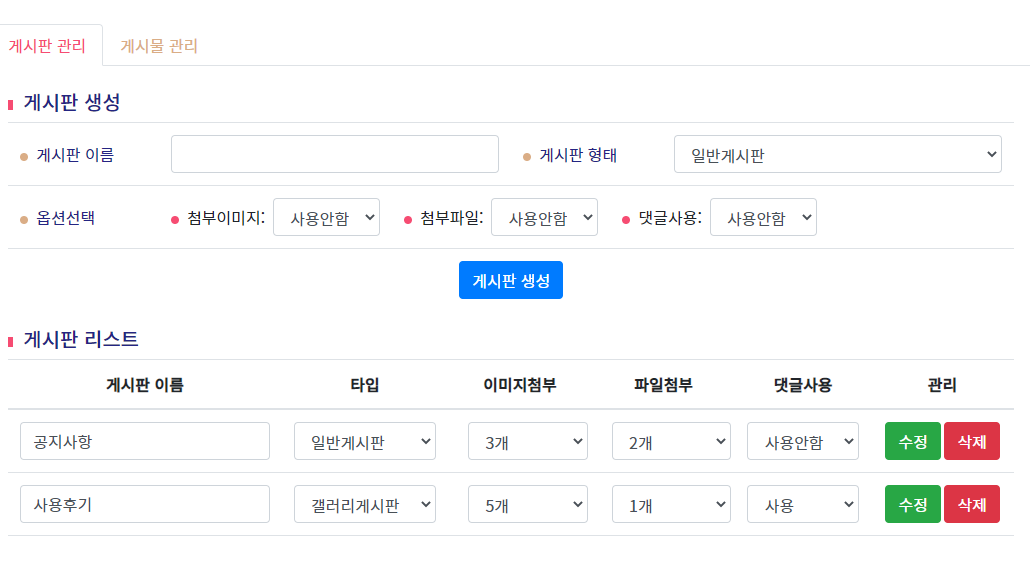 게시판 관리 게시물 관리
게시판 생성
게시판 이름 게시판 형태 일반게시판
옵션선택 첨부이미지: 사용안함 첨부파일: 사용안함 댓글사용: 사용안함
게시판 생성
게시판 리스트
게시판 이름 타입 이미지첨부 파일첨부 댓글사용 관리
공지사항 일반게시판 3개 2개 사용안함 수정 삭제
사용후기 갤러리게시판 5개 1개 사용 수정 삭제